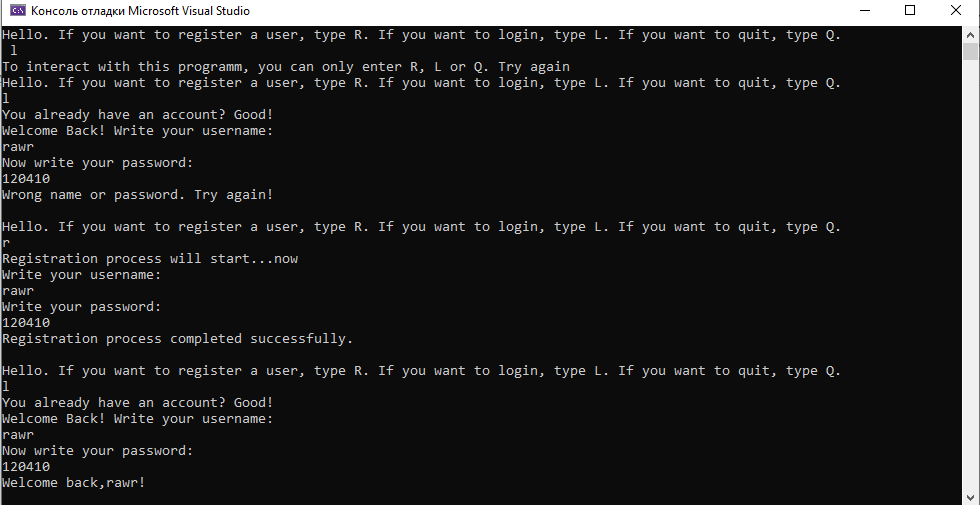 Консоль отладки Microsoft Visual Studio
Hello. If you want to register a user, type R. If you want to login, type L. If you want to quit, type Q.
 l
To interact with this programm, you can only enter R, L or Q. Try again
Hello. If you want to register a user, type R. If you want to login, type L. If you want to quit, type Q.
l
You already have an account? Good!
Welcome Back! Write your username:
rawr
Now write your password:
120410
Wrong name or password. Try again!

Hello. If you want to register a user, type R. If you want to login, type L. If you want to quit, type Q.
r
Registration process will start...now
Write your username:
rawr
Write your password:
120410
Registration process completed successfully.

Hello. If you want to register a user, type R. If you want to login, type L. If you want to quit, type Q.
l
You already have an account? Good!
Welcome Back! Write your username:
rawr
Now write your password:
120410
Welcome back,rawr!